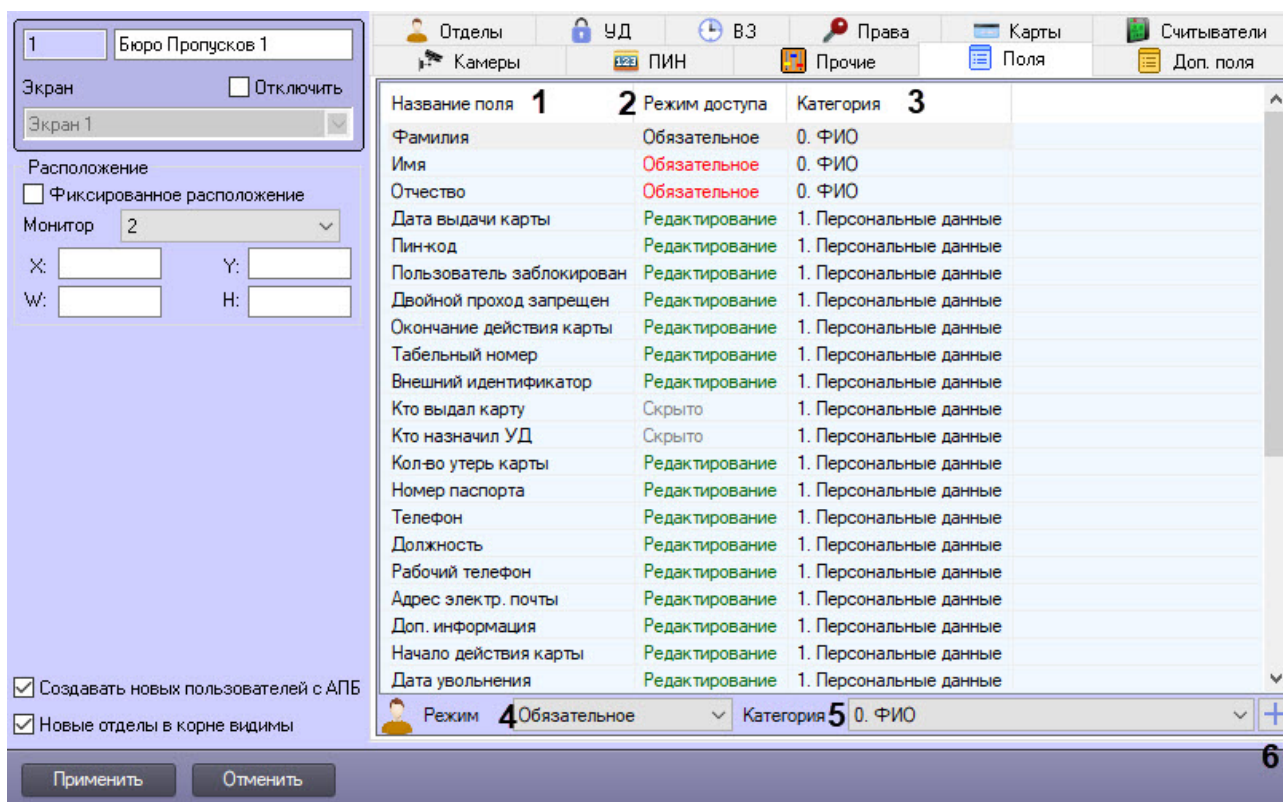 1 Бюро Пропусков 1
Экран Отключить
Экран 1
Расположение
Фиксированное расположение
Монитор 2
X: Y:
W: H:
Создавать новых пользователей с АПБ
Новые отделы в корне видимы
Отделы УД ВЗ Права Карты Считыватели
Камеры 123 ПИН Прочие Поля Доп. поля
Название поля 1 2 Режим доступа Категория 3
Фамилия Обязательное 0. ФИО
Имя Обязательное 0. ФИО
Отчество Обязательное 0. ФИО
Дата выдачи карты Редактирование 1. Персональные данные
Пин-код Редактирование 1. Персональные данные
Пользователь заблокирован Редактирование 1. Персональные данные
Двойной проход запрещен Редактирование 1. Персональные данные
Окончание действия карты Редактирование 1. Персональные данные
Табельный номер Редактирование 1. Персональные данные
Внешний идентификатор Редактирование 1. Персональные данные
Кто выдал карту Скрыто 1. Персональные данные
Кто назначил УД Скрыто 1. Персональные данные
Кол-во утерь карты Редактирование 1. Персональные данные
Номер паспорта Редактирование 1. Персональные данные
Телефон Редактирование 1. Персональные данные
Должность Редактирование 1. Персональные данные
Рабочий телефон Редактирование 1. Персональные данные
Адрес электр. почты Редактирование 1. Персональные данные
Доп. информация Редактирование 1. Персональные данные
Начало действия карты Редактирование 1. Персональные данные
Дата увольнения Редактирование 1. Персональные данные
Режим 4 Обязательное Категория 5 0. ФИО
6
Применить Отменить